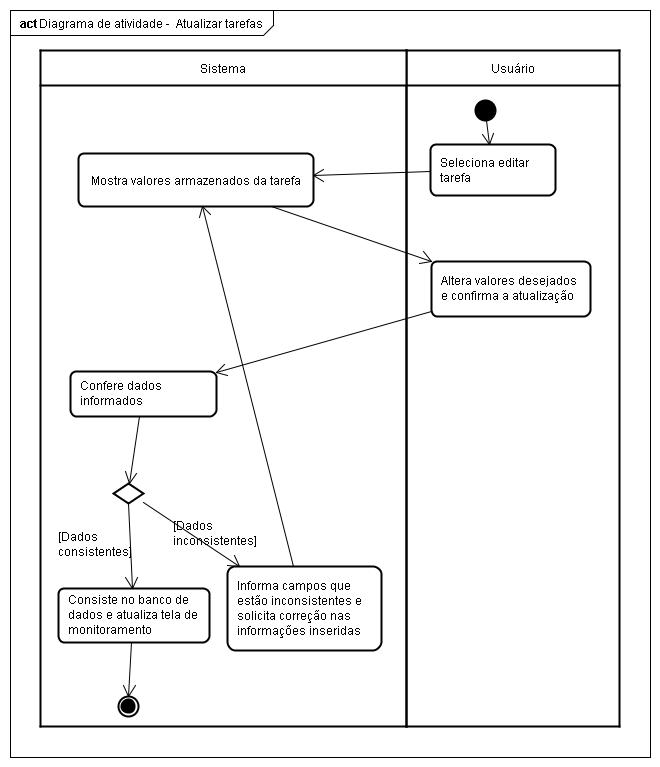 act Diagrama de atividade - Atualizar tarefas
Sistema
Usuário
Seleciona editar
tarefa
Mostra valores armazenados da tarefa
Altera valores desejados
e confirma a atualização
Confere dados
informados
[Dados
consistentes]
[Dados
inconsistentes]
Consiste no banco de
dados e atualiza tela de
monitoramento
Informa campos que
estão inconsistentes e
solicita correção nas
informações inseridas